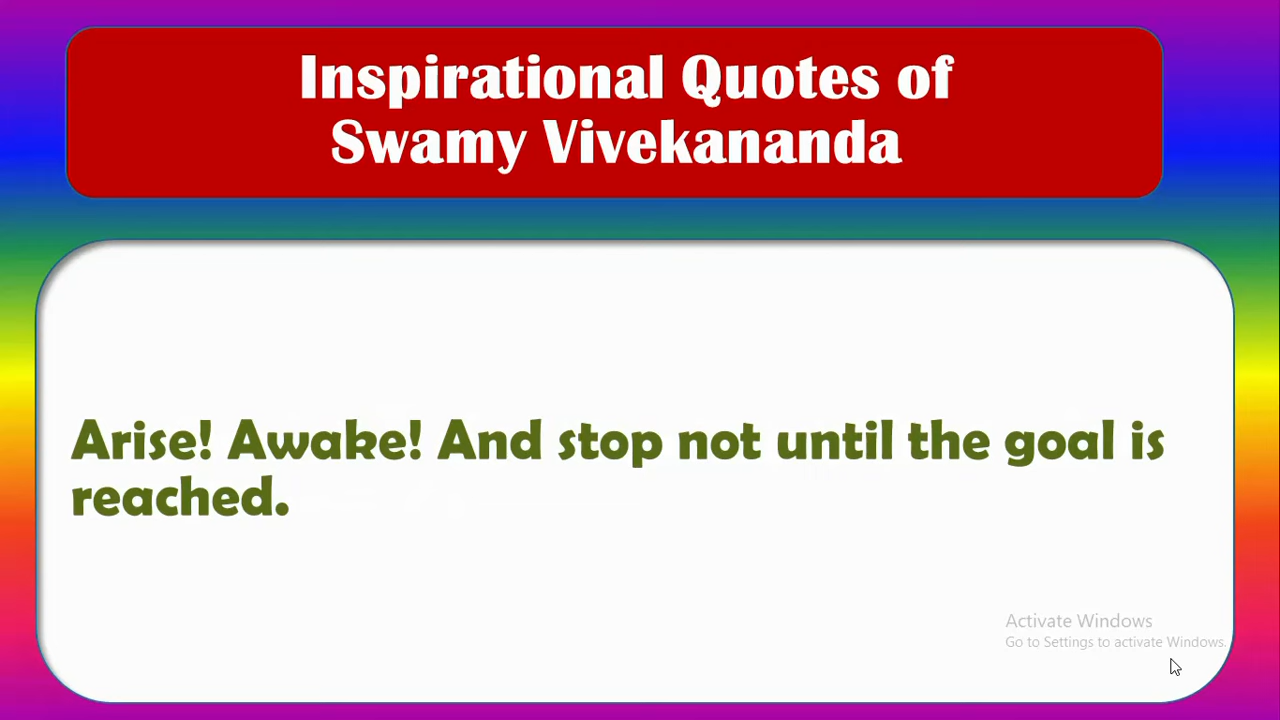 Inspirational Quotes of
Swamy Vivekananda
Arise! Awake! And stop not until the goal is
reached.
Activate Windows
Go to Settings to activate Windows.